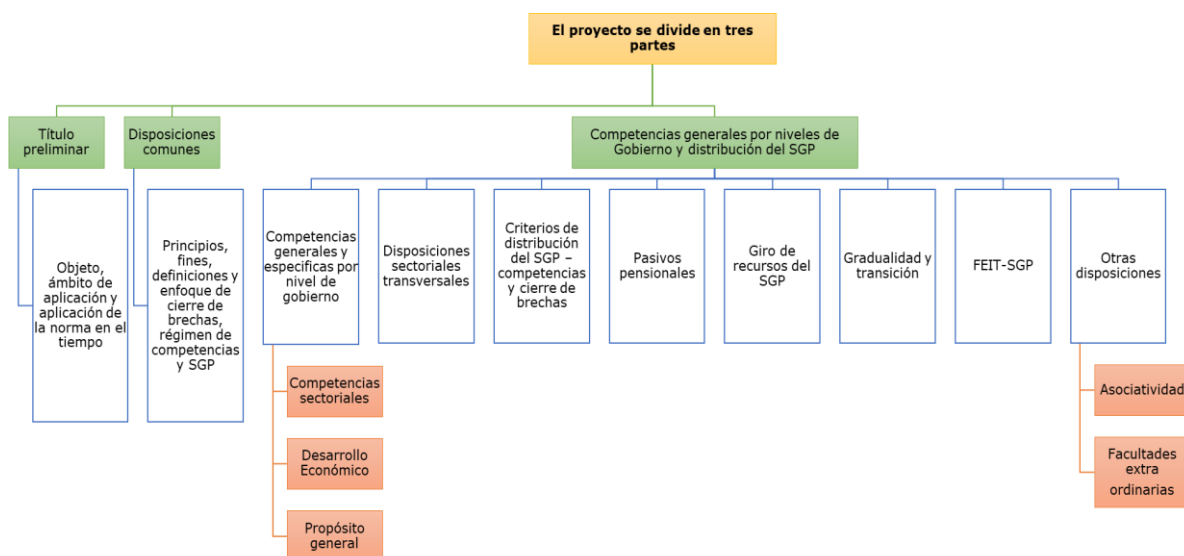 El proyecto se divide en tres
partes
Título
preliminar
Disposiciones
comunes
Competencias generales por niveles de
Gobierno y distribución del SGP
Objeto,
ámbito de
aplicación y
aplicación de
la norma en el
tiempo
Principios, fines,
definiciones y
enfoque de
cierre de
brechas,
régimen de
competencias y
SGP
Competencias
generales y
especificas por
nivel de
gobierno
Disposiciones
sectoriales
transversales
Criterios de
distribución
del SGP –
competencias
y cierre de
brechas
Pasivos
pensionales
Giro de
recursos del
SGP
Gradualidad y
transición
FEIT-SGP
Otras
disposiciones
Competencias
sectoriales
Desarrollo
Económico
Propósito
general
Asociatividad
Facultades
extra
ordinarias